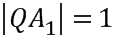 |QA₁| = 1